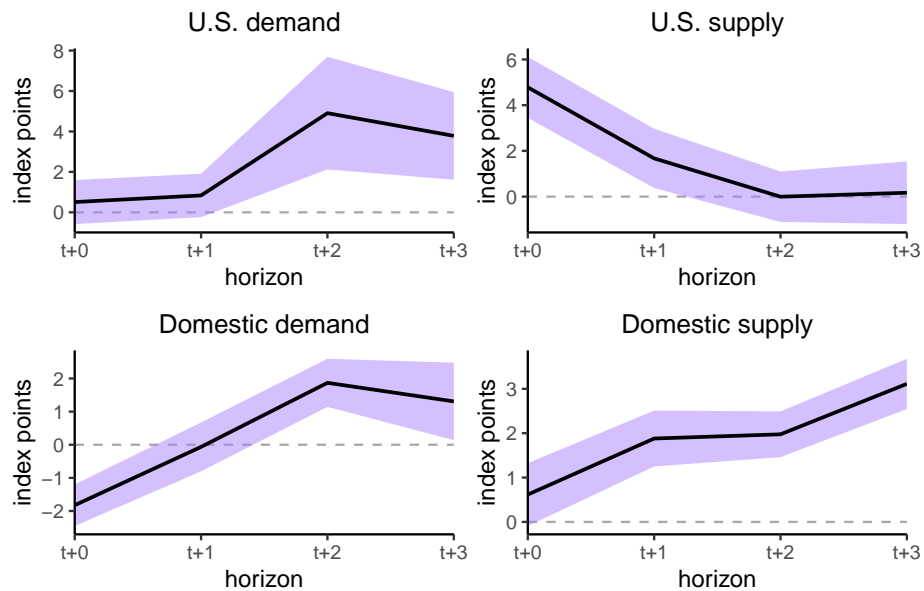 U.S. demand
index points
8
6
4
2
0
t+0 t+1 t+2 t+3
horizon
U.S. supply
index points
6
4
2
0
t+0 t+1 t+2 t+3
horizon
Domestic demand
index points
2
1
0
−1
−2
t+0 t+1 t+2 t+3
horizon
Domestic supply
index points
3
2
1
0
t+0 t+1 t+2 t+3
horizon